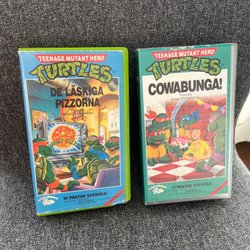 TEENAGE MUTANT HERO
TURTLES
DE LÄSKIGA
PIZZORNA
VI PRATAR SVENSKA!
TEENAGE MUTANT HERO
TURTLES
COWABUNGA!
VI PRATAR SVENSKA!